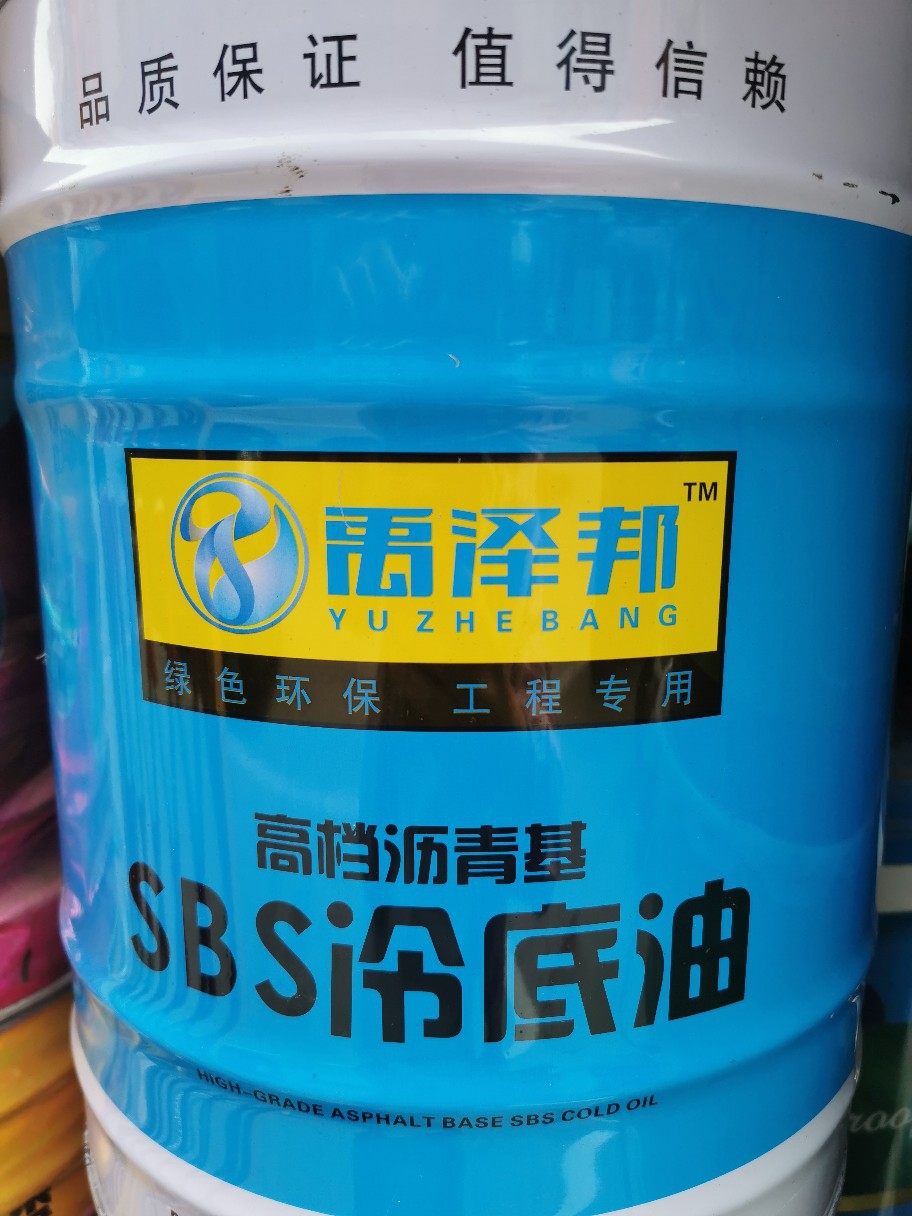 品质保证 值得信赖
禹泽邦TM
YUZHEBANG
绿色环保 工程专用
高档沥青基
SBS冷底油
HIGH-GRADE ASPHALT BASE SBS COLD OIL